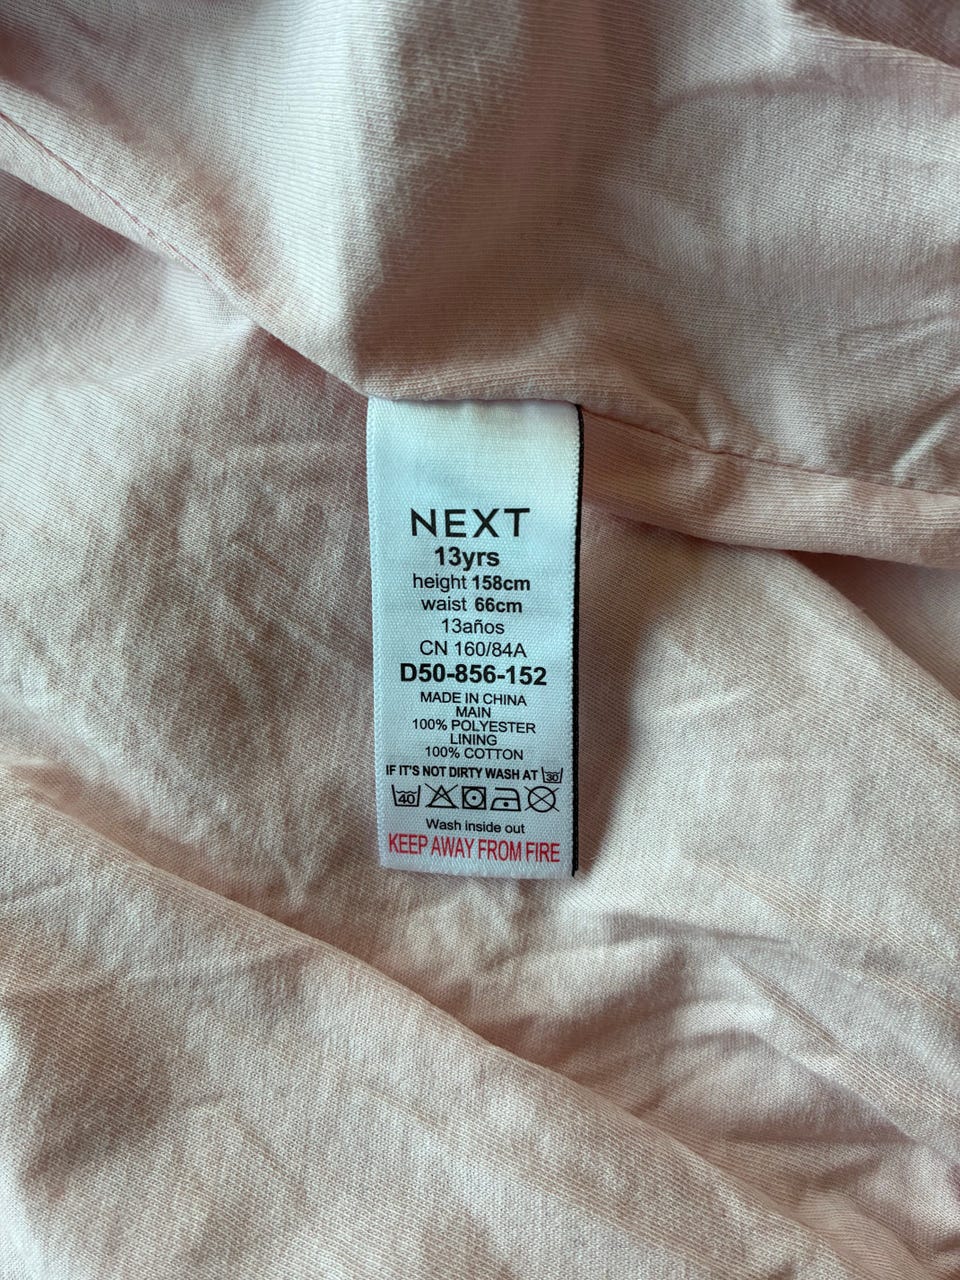 NEXT
13yrs
height 158cm
waist 66cm
13años
CN 160/84A
D50-856-152
MADE IN CHINA
MAIN
100% POLYESTER
LINING
100% COTTON
IF IT'S NOT DIRTY WASH AT 30
40
Wash inside out
KEEP AWAY FROM FIRE